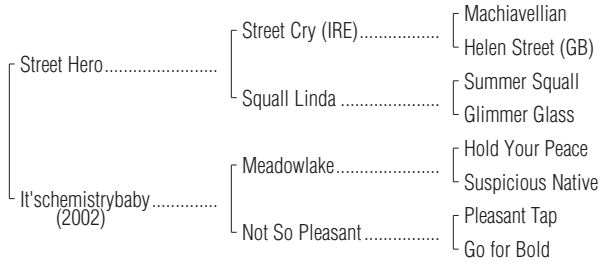 Machiavellian
Street Cry (IRE)..................
Helen Street (GB)
Street Hero.........................
Summer Squall
Squall Linda ......................
Glimmer Glass
Hold Your Peace
Meadowlake.......................
Suspicious Native
It'schemistrybaby...............
(2002)
Pleasant Tap
Not So Pleasant.................
Go for Bold